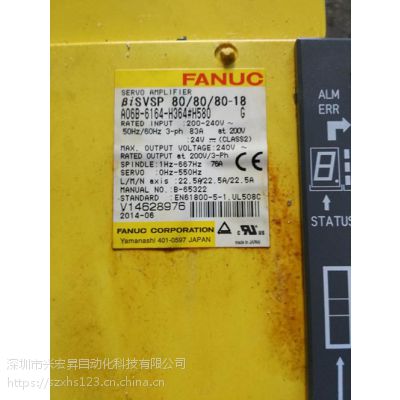 FANUC
SERVO AMPLIFIER
βiSVSP 80/80/80-18
A06B-6164-H364#H580 G
RATED INPUT : 200-240V ~
50Hz/60Hz 3-ph 83A at 200V
: 24V ⎓ (CLASS2)
MAX. OUTPUT VOLTAGE: 240V ~
RATED OUTPUT at 200V/3-Ph
SPINDLE : 1Hz-667Hz 76A
SERVO : 0Hz-550Hz
L/M/N axis : 22.5A/22.5A/22.5A
MANUAL NO. : B-65322
STANDARD : EN61800-5-1, UL508C
V14528976
2014-06
FANUC CORPORATION
Yamanashi 401-0597 JAPAN
MADE IN JAPAN
ALM
ERR
STATUS
深圳市兴宏昇自动化科技有限公司
https://szxhs123.cn.china.cn